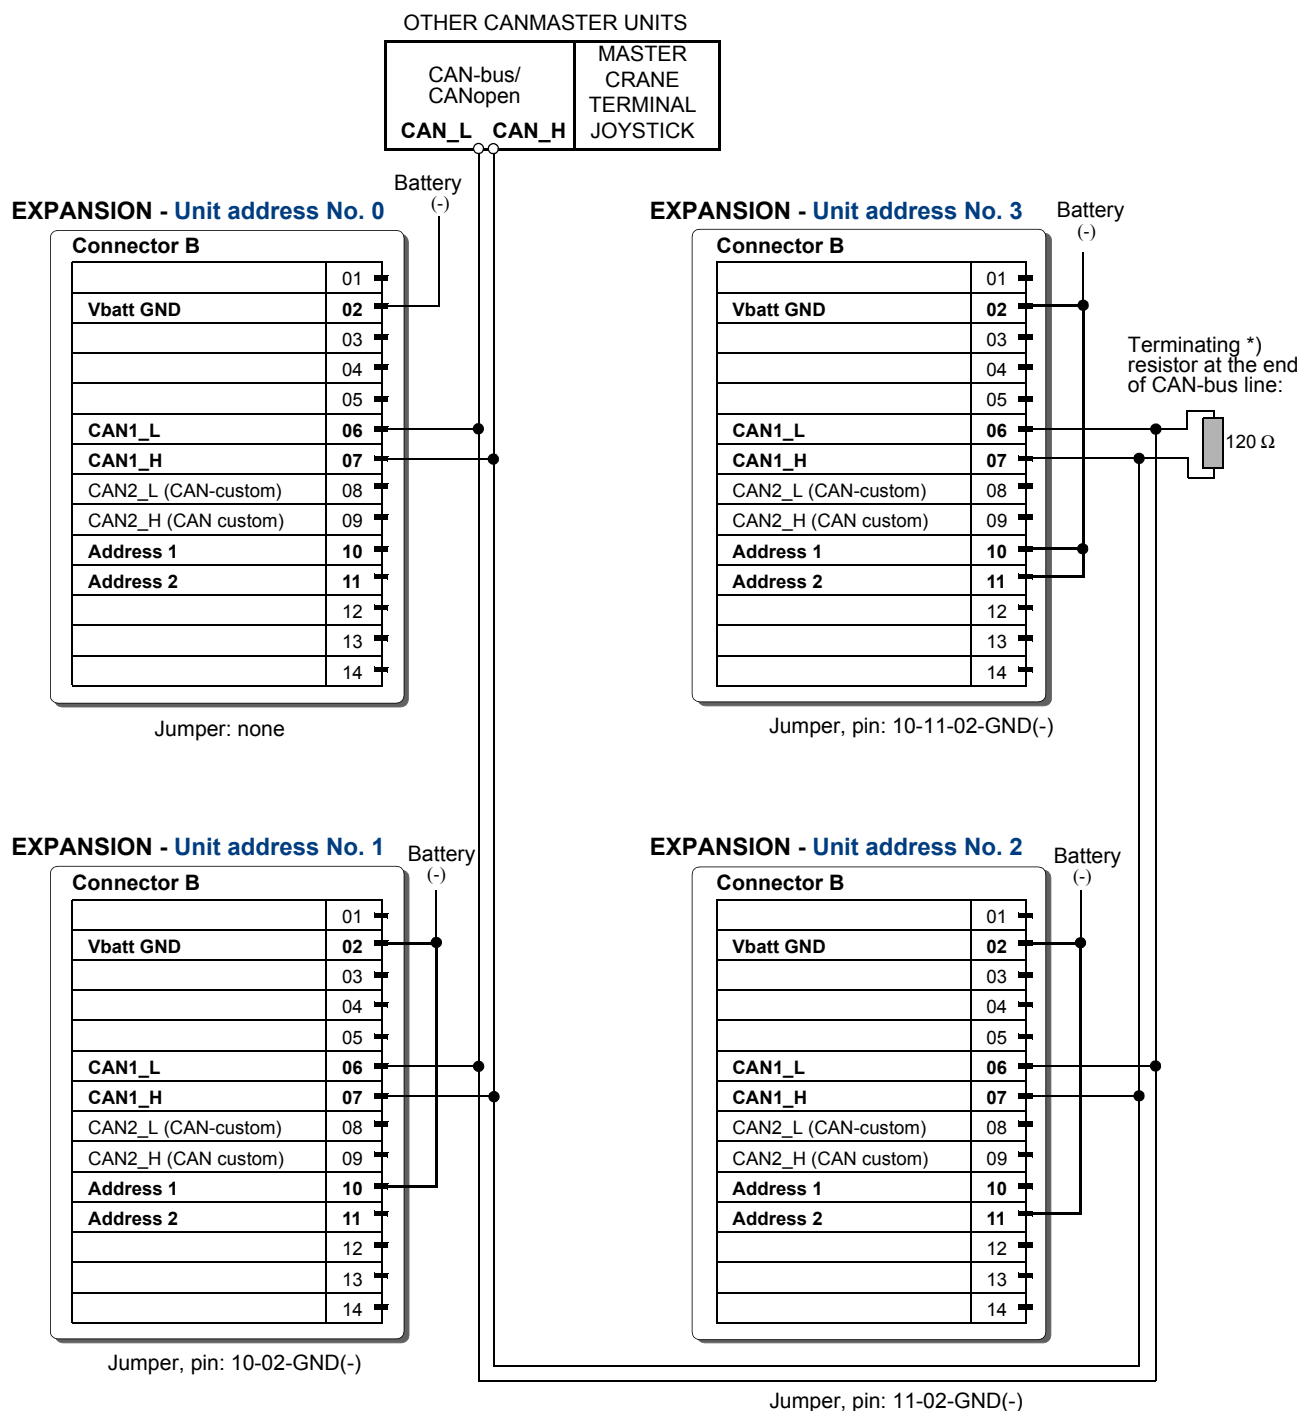 OTHER CANMASTER UNITS
CAN-bus/
CANopen
CAN_L CAN_H
MASTER
CRANE
TERMINAL
JOYSTICK
EXPANSION - Unit address No. 0
Battery
(-)
Connector B
01
Vbatt GND 02
03
04
05
CAN1_L 06
CAN1_H 07
CAN2_L (CAN-custom) 08
CAN2_H (CAN custom) 09
Address 1 10
Address 2 11
12
13
14
Jumper: none
EXPANSION - Unit address No. 3
Battery
(-)
Connector B
01
Vbatt GND 02
03
04
05
CAN1_L 06
CAN1_H 07
CAN2_L (CAN-custom) 08
CAN2_H (CAN custom) 09
Address 1 10
Address 2 11
12
13
14
Jumper, pin: 10-11-02-GND(-)
Terminating *)
resistor at the end
of CAN-bus line:
120 Ω
EXPANSION - Unit address No. 1
Battery
(-)
Connector B
01
Vbatt GND 02
03
04
05
CAN1_L 06
CAN1_H 07
CAN2_L (CAN-custom) 08
CAN2_H (CAN custom) 09
Address 1 10
Address 2 11
12
13
14
Jumper, pin: 10-02-GND(-)
EXPANSION - Unit address No. 2
Battery
(-)
Connector B
01
Vbatt GND 02
03
04
05
CAN1_L 06
CAN1_H 07
CAN2_L (CAN-custom) 08
CAN2_H (CAN custom) 09
Address 1 10
Address 2 11
12
13
14
Jumper, pin: 11-02-GND(-)